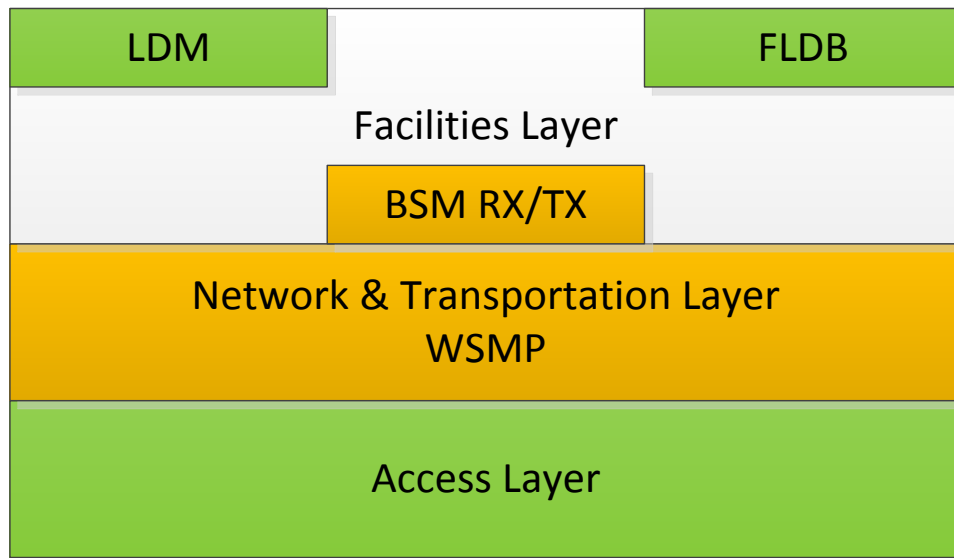 LDM
FLDB
Facilities Layer
BSM RX/TX
Network & Transportation Layer
WSMP
Access Layer